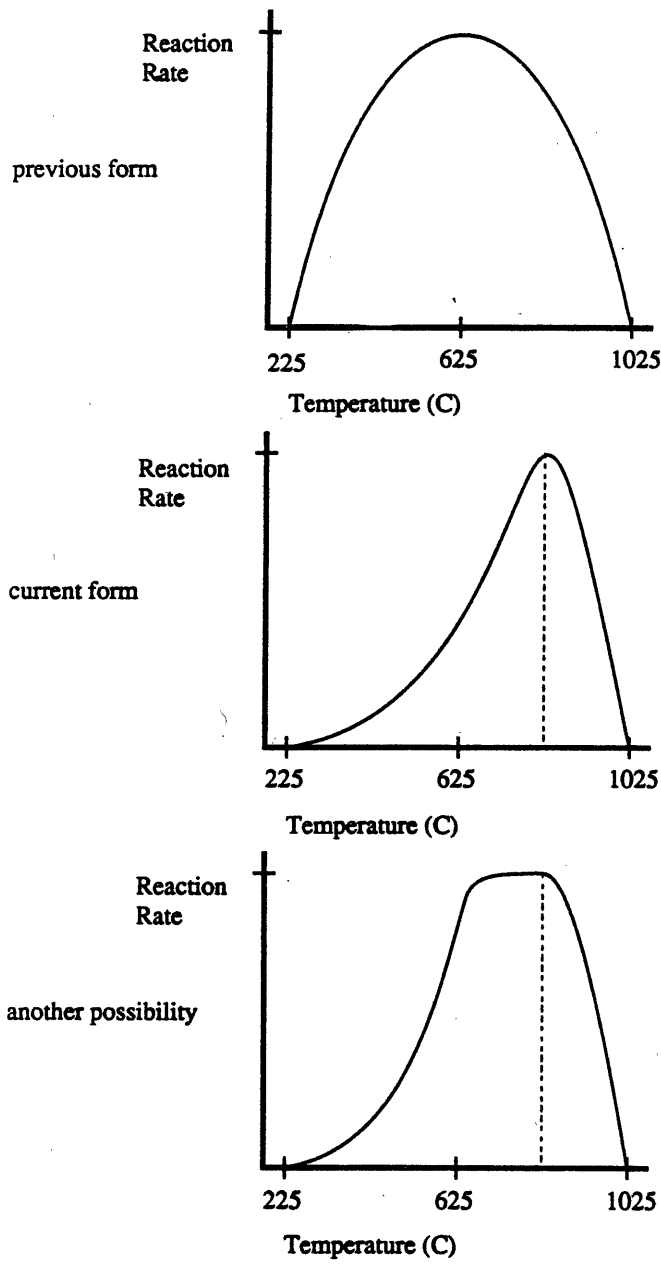 Reaction
Rate
previous form
225 625 1025
Temperature (C)
Reaction
Rate
current form
225 625 1025
Temperature (C)
Reaction
Rate
another possibility
225 625 1025
Temperature (C)